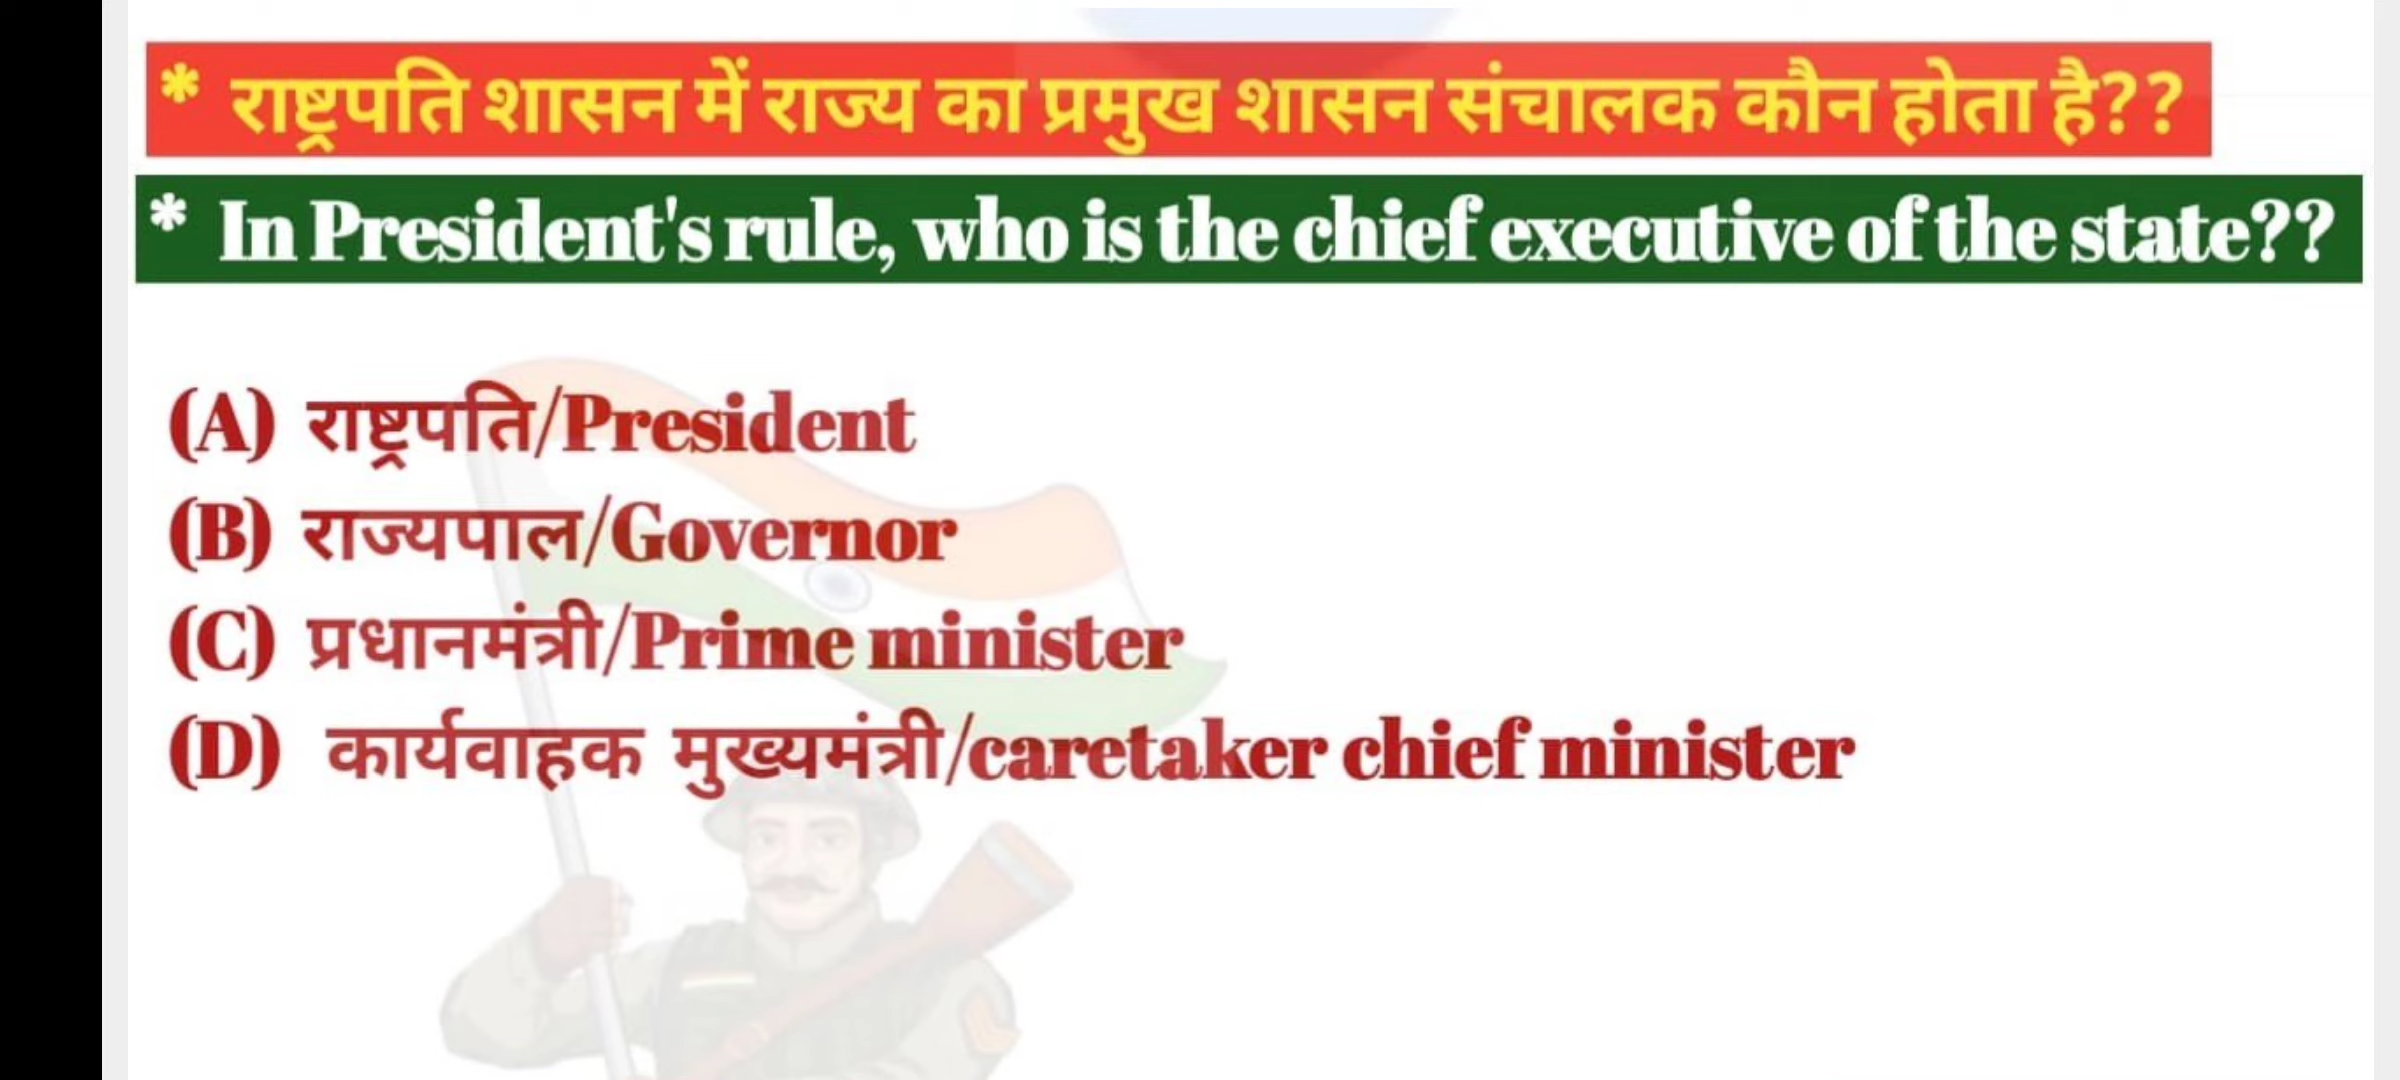 * राष्ट्रपति शासन में राज्य का प्रमुख शासन संचालक कौन होता है??
* In President's rule, who is the chief executive of the state??
(A) राष्ट्रपति/President
(B) राज्यपाल/Governor
(C) प्रधानमंत्री/Prime minister
(D) कार्यवाहक मुख्यमंत्री/caretaker chief minister